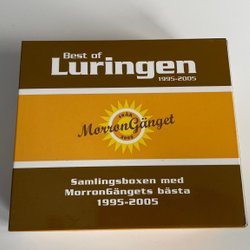 Best of
Luringen
1995-2005
MorronGänget
Samlingsboxen med
MorronGängets bästa
1995-2005